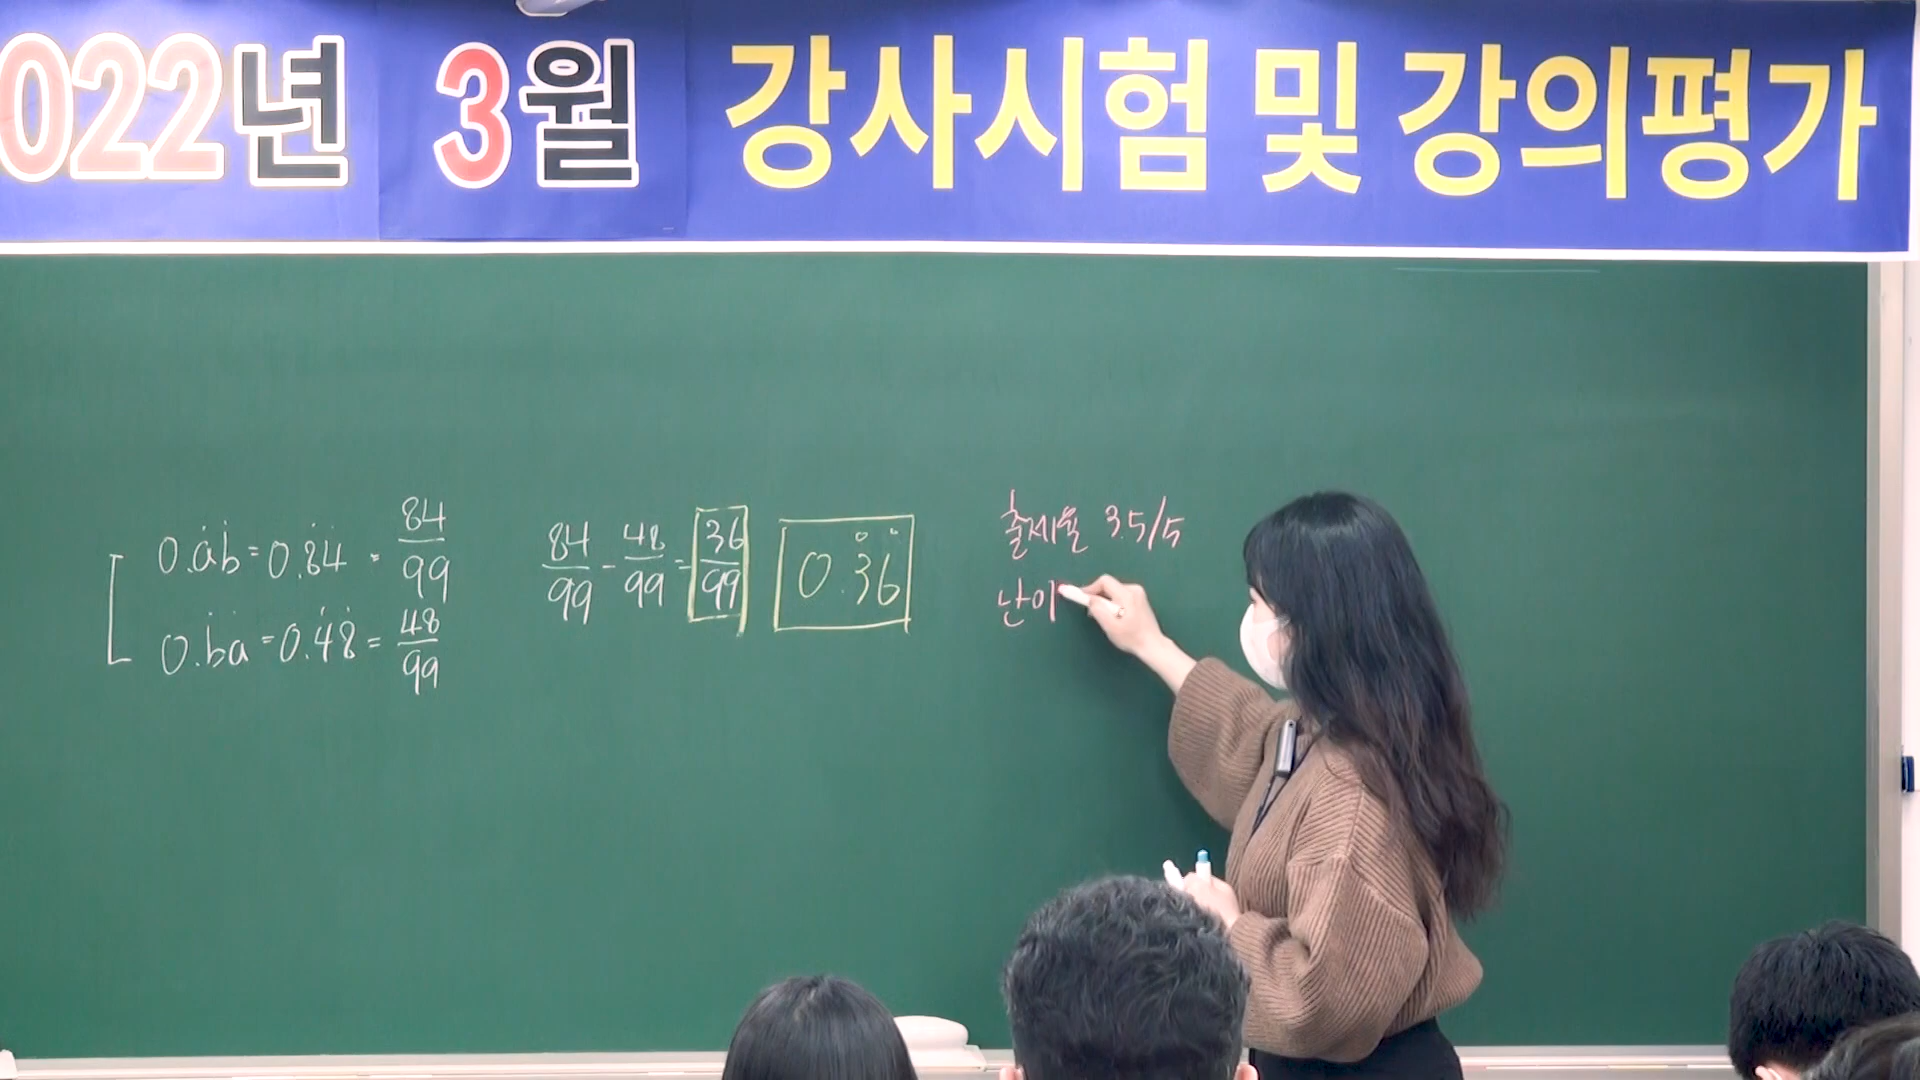 022년 3월 강사시험 및 강의평가
0.ȧḃ = 0.8̇4̇ = 84/99
0.ḃȧ = 0.4̇8̇ = 48/99
84/99 - 48/99 = 36/99
0.3̇6̇
출제율 3.5/5
난이